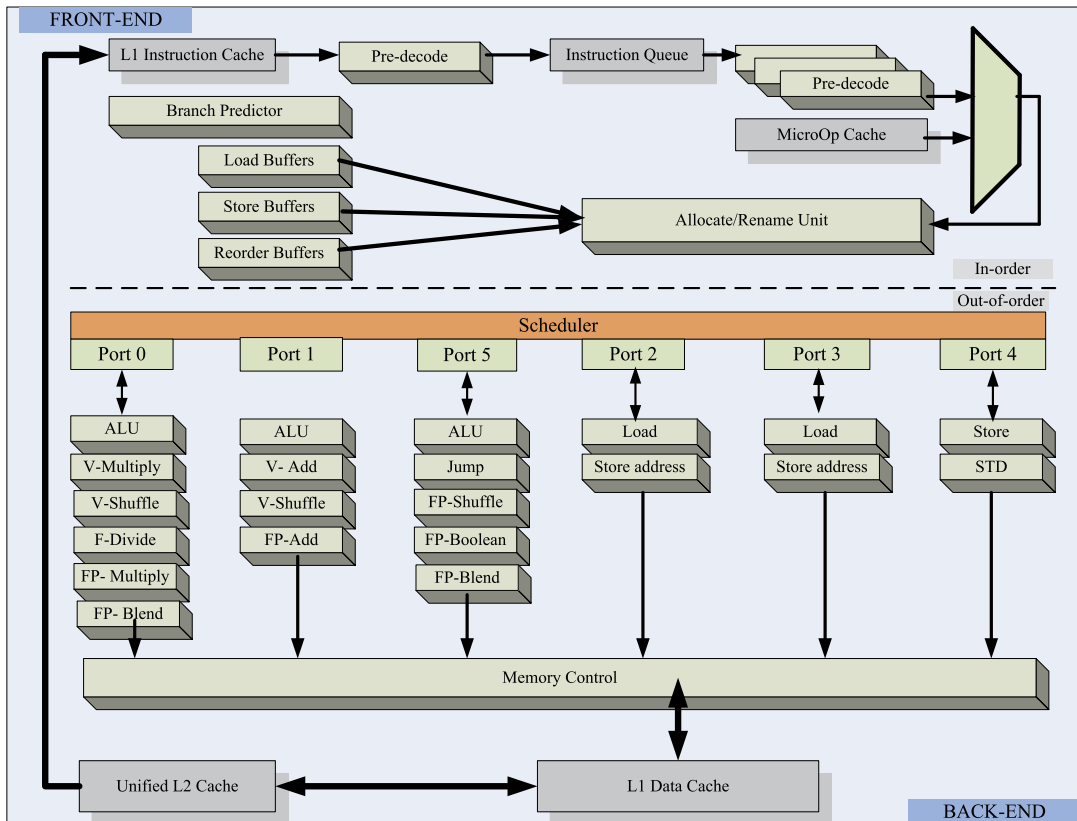 FRONT-END
L1 Instruction Cache
Pre-decode
Instruction Queue
Pre-decode
Branch Predictor
MicroOp Cache
Load Buffers
Store Buffers
Allocate/Rename Unit
Reorder Buffers
In-order
Out-of-order
Scheduler
Port 0
Port 1
Port 5
Port 2
Port 3
Port 4
ALU
V-Multiply
V-Shuffle
F-Divide
FP- Multiply
FP- Blend
ALU
V- Add
V-Shuffle
FP-Add
ALU
Jump
FP-Shuffle
FP-Boolean
FP-Blend
Load
Store address
Load
Store address
Store
STD
Memory Control
Unified L2 Cache
L1 Data Cache
BACK-END